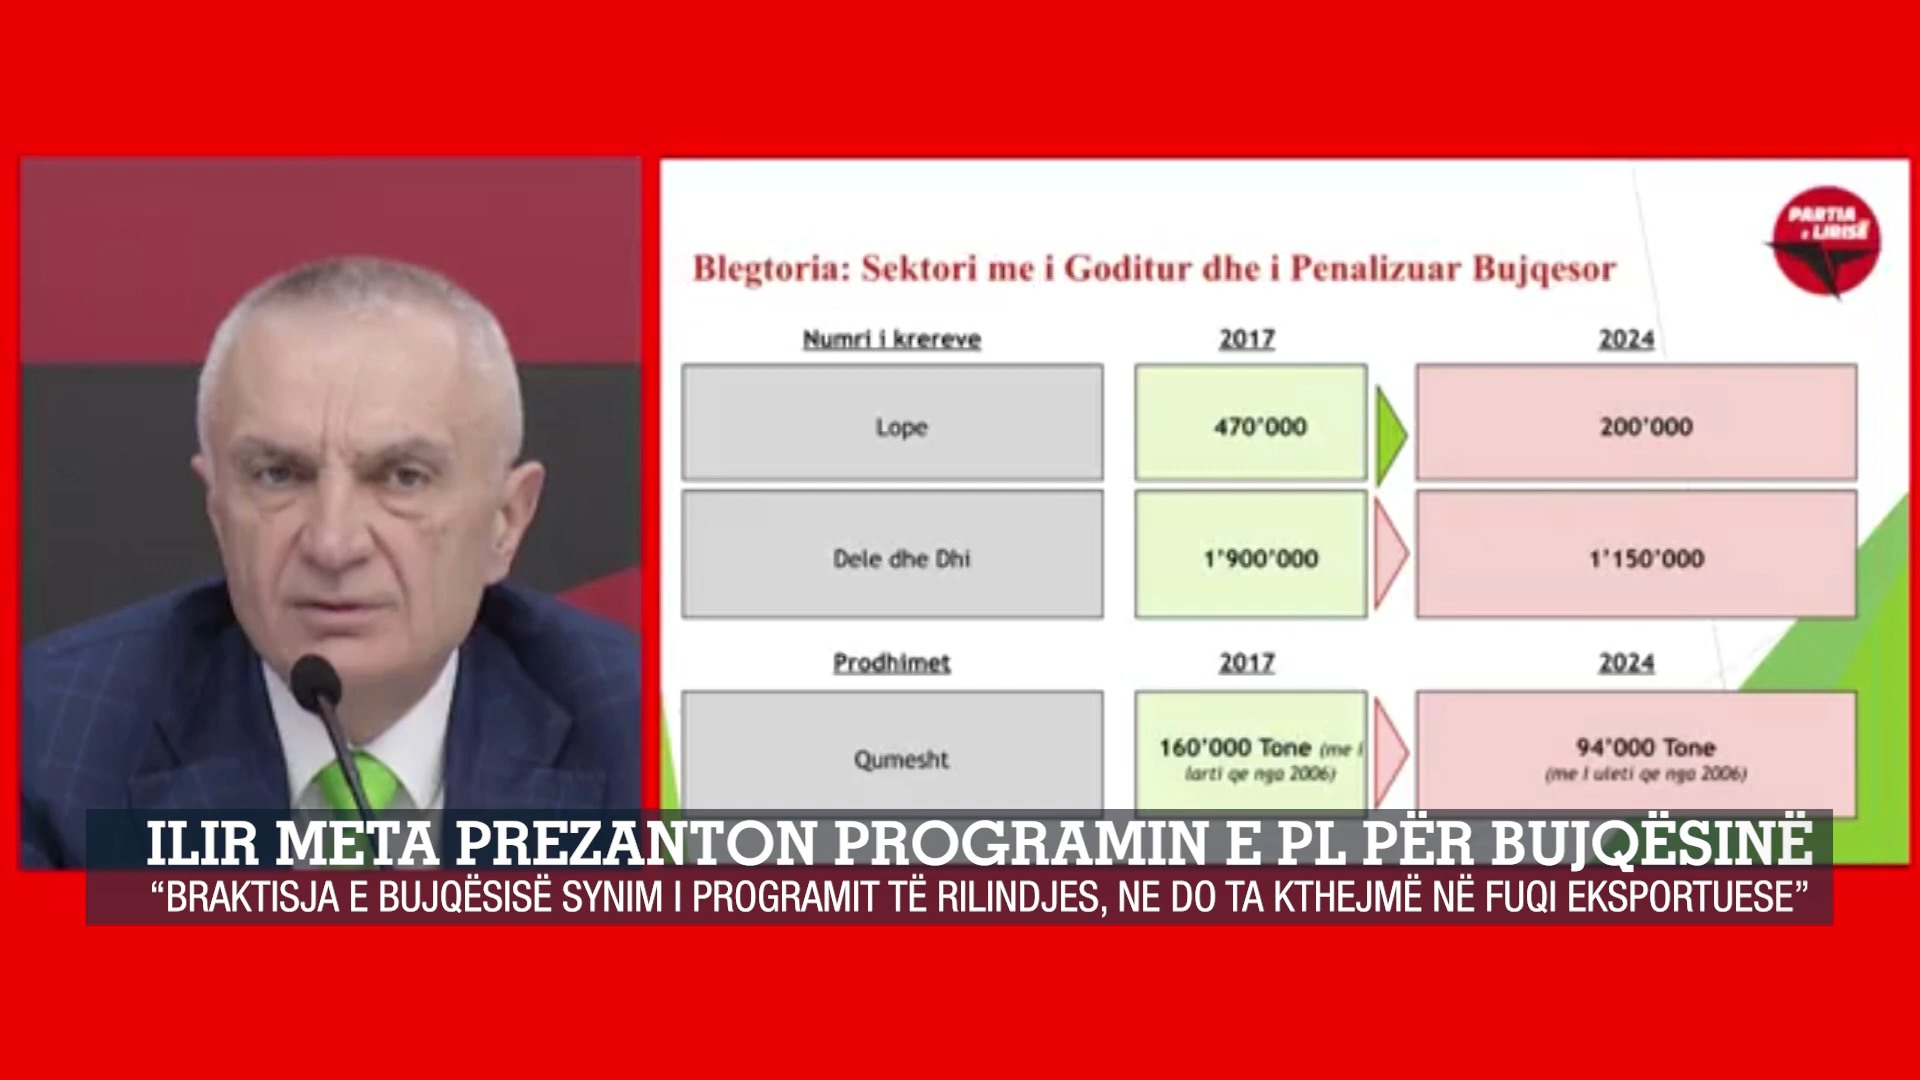 PARTIA
e LIRISË
Blegtoria: Sektori me i Goditur dhe i Penalizuar Bujqesor
Numri i krereve 2017 2024
Lope 470’000 200’000
Dele dhe Dhi 1’900’000 1’150’000
Prodhimet 2017 2024
Qumesht 160’000 Tone (me i 94’000 Tone
larti qe nga 2006) (me i uleti qe nga 2006)
ILIR META PREZANTON PROGRAMIN E PL PËR BUJQËSINË
“BRAKTISJA E BUJQËSISË SYNIM I PROGRAMIT TË RILINDJES, NE DO TA KTHEJMË NË FUQI EKSPORTUESE”